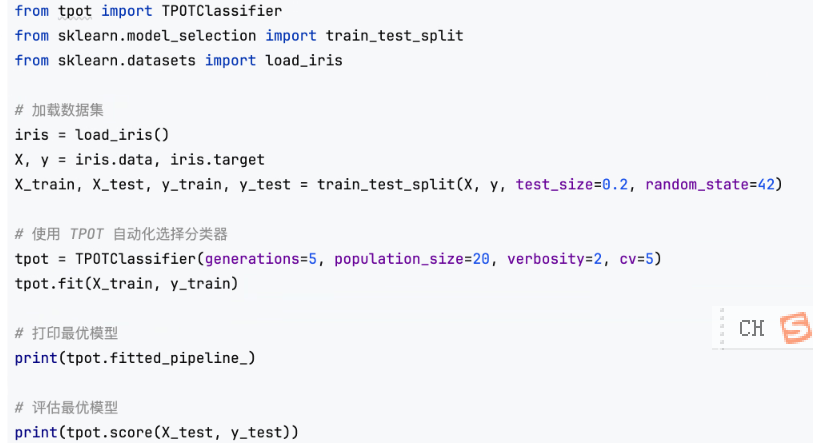 from tpot import TPOTClassifier
from sklearn.model_selection import train_test_split
from sklearn.datasets import load_iris
# 加载数据集
iris = load_iris()
X, y = iris.data, iris.target
X_train, X_test, y_train, y_test = train_test_split(X, y, test_size=0.2, random_state=42)
# 使用 TPOT 自动化选择分类器
tpot = TPOTClassifier(generations=5, population_size=20, verbosity=2, cv=5)
tpot.fit(X_train, y_train)
CH S
# 打印最优模型
print(tpot.fitted_pipeline_)
# 评估最优模型
print(tpot.score(X_test, y_test))